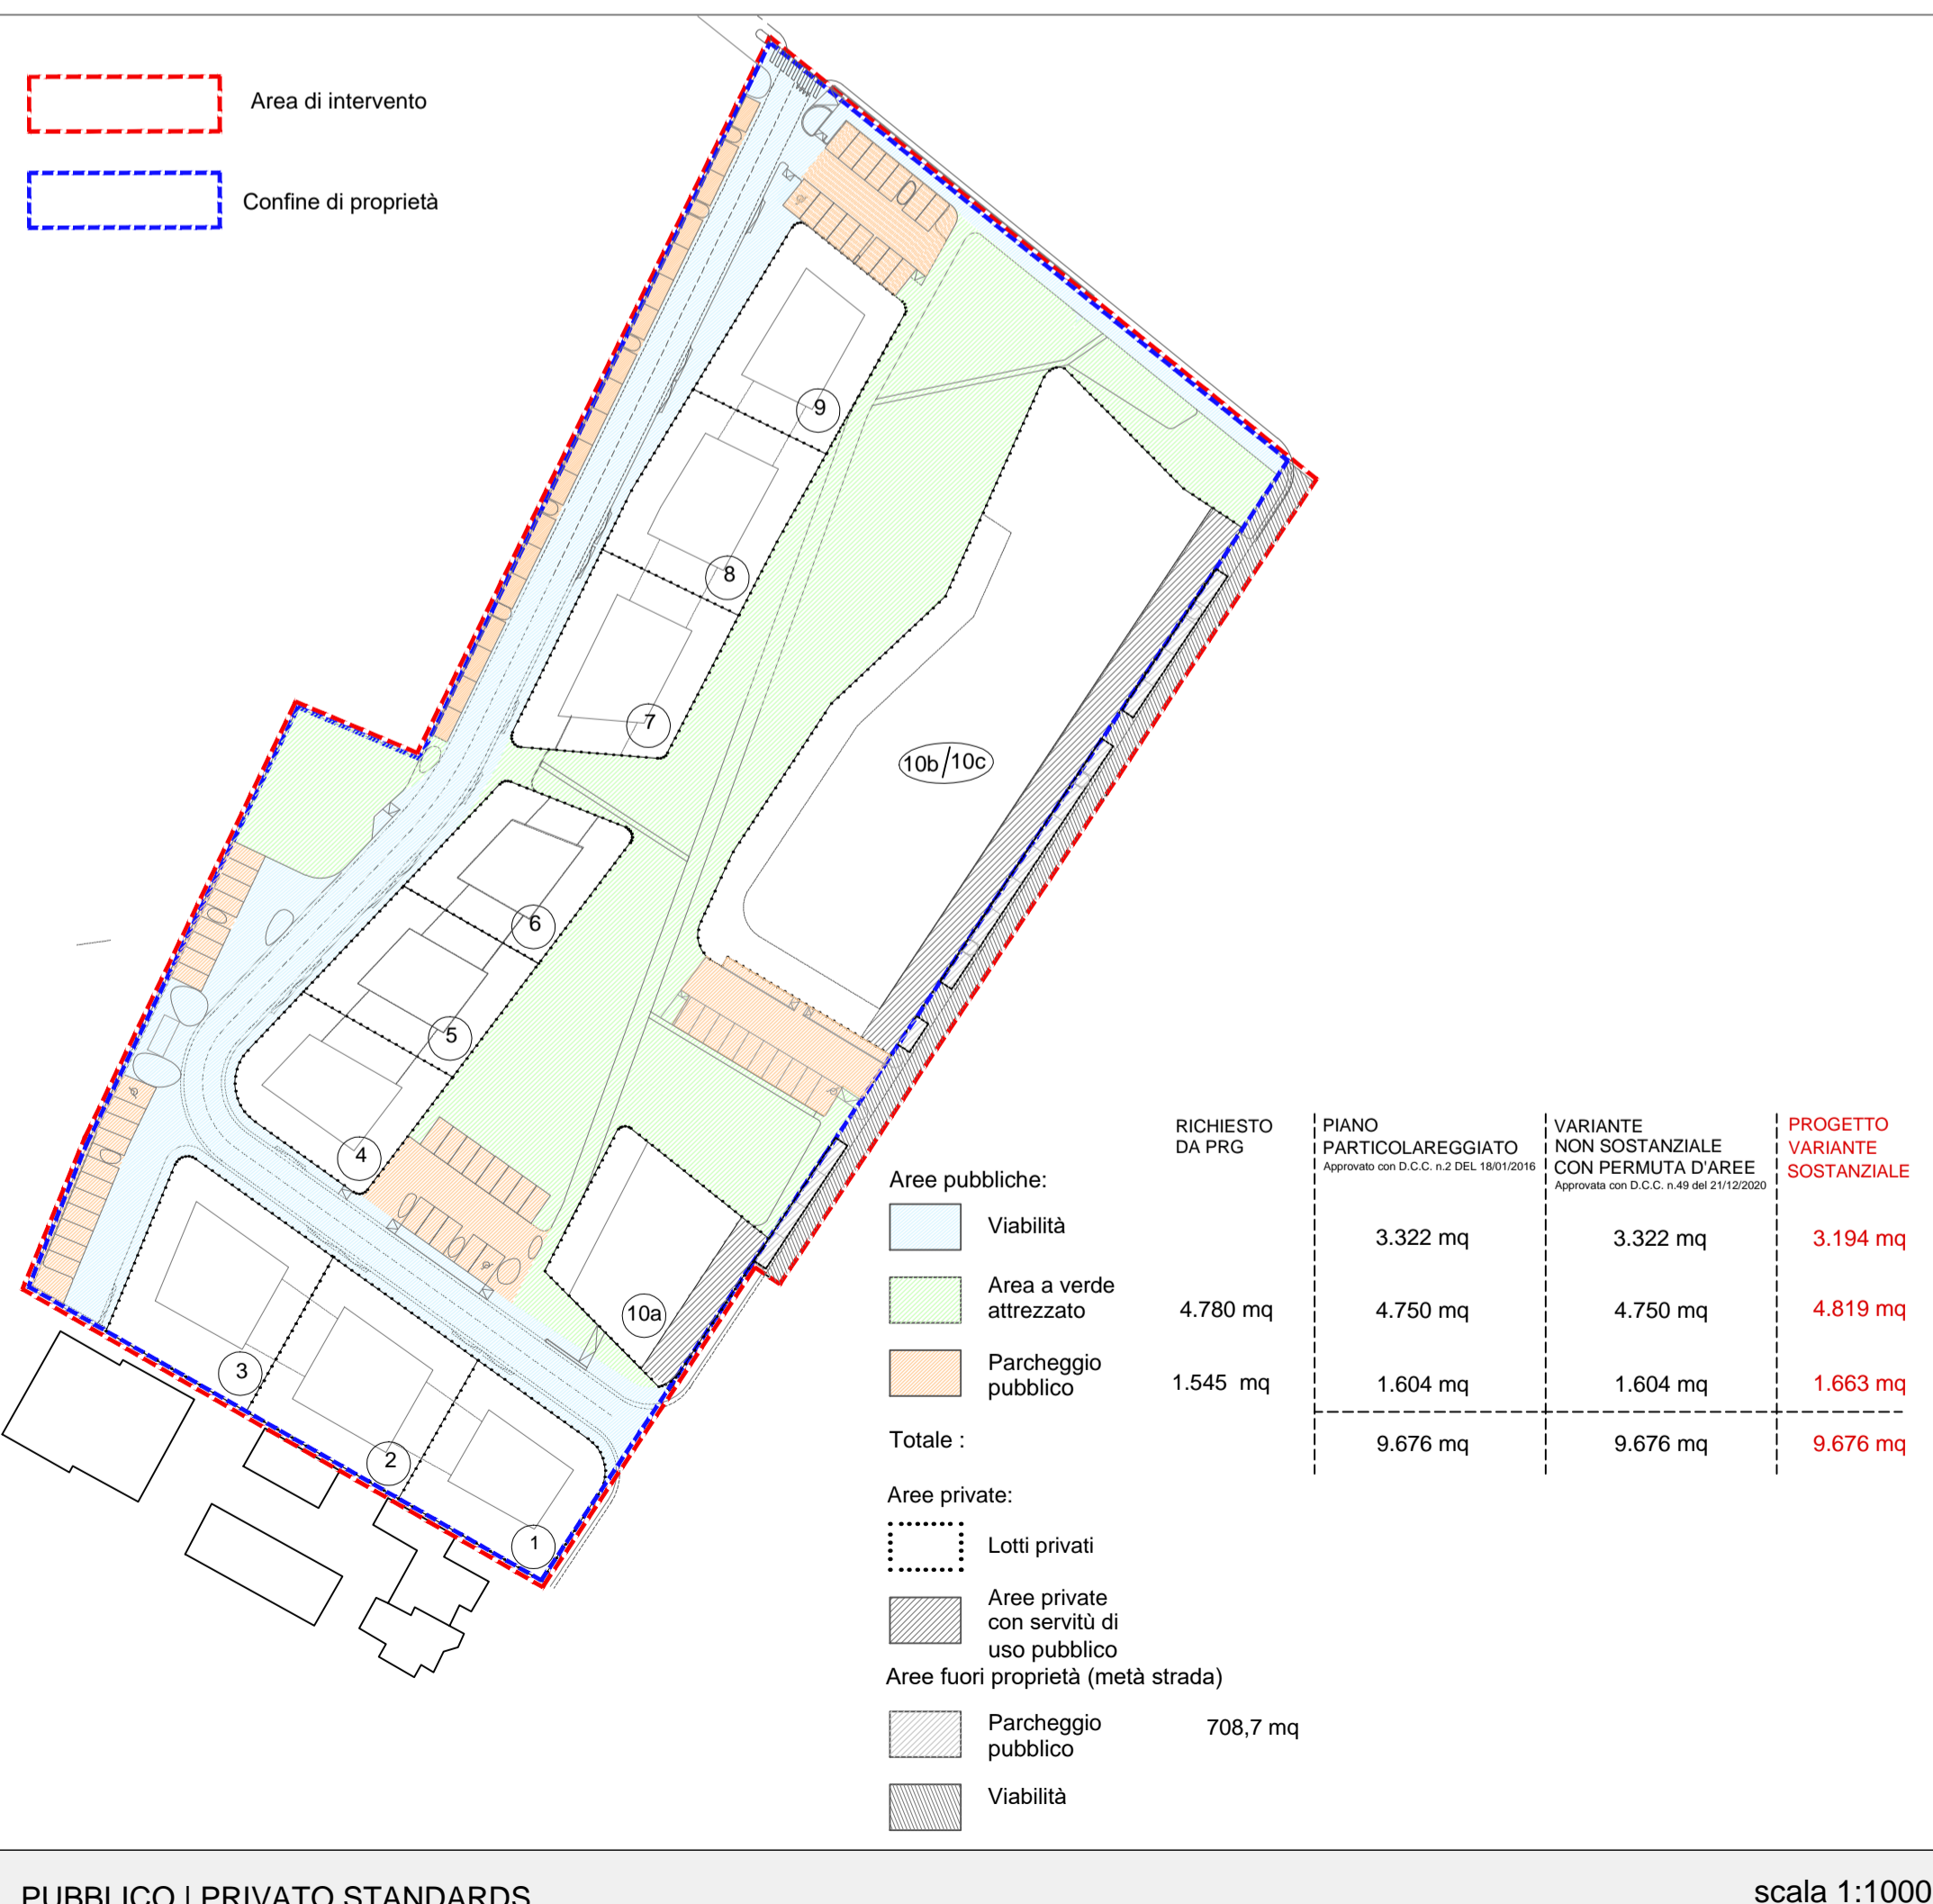 Area di intervento
Confine di proprietà
9
8
7
10b/10c
6
5
4
10a
3
2
1
RICHIESTO
DA PRG
PIANO
PARTICOLAREGGIATO
Approvato con D.C.C. n.2 DEL 18/01/2016
VARIANTE
NON SOSTANZIALE
CON PERMUTA D'AREE
Approvata con D.C.C. n.49 del 21/12/2020
PROGETTO
VARIANTE
SOSTANZIALE
Aree pubbliche:
Viabilità
3.322 mq
3.322 mq
3.194 mq
Area a verde
attrezzato
4.780 mq
4.750 mq
4.750 mq
4.819 mq
Parcheggio
pubblico
1.545 mq
1.604 mq
1.604 mq
1.663 mq
Totale :
9.676 mq
9.676 mq
9.676 mq
Aree private:
Lotti privati
Aree private
con servitù di
uso pubblico
Aree fuori proprietà (metà strada)
Parcheggio
pubblico
708,7 mq
Viabilità
PUBBLICO | PRIVATO STANDARDS
scala 1:1000